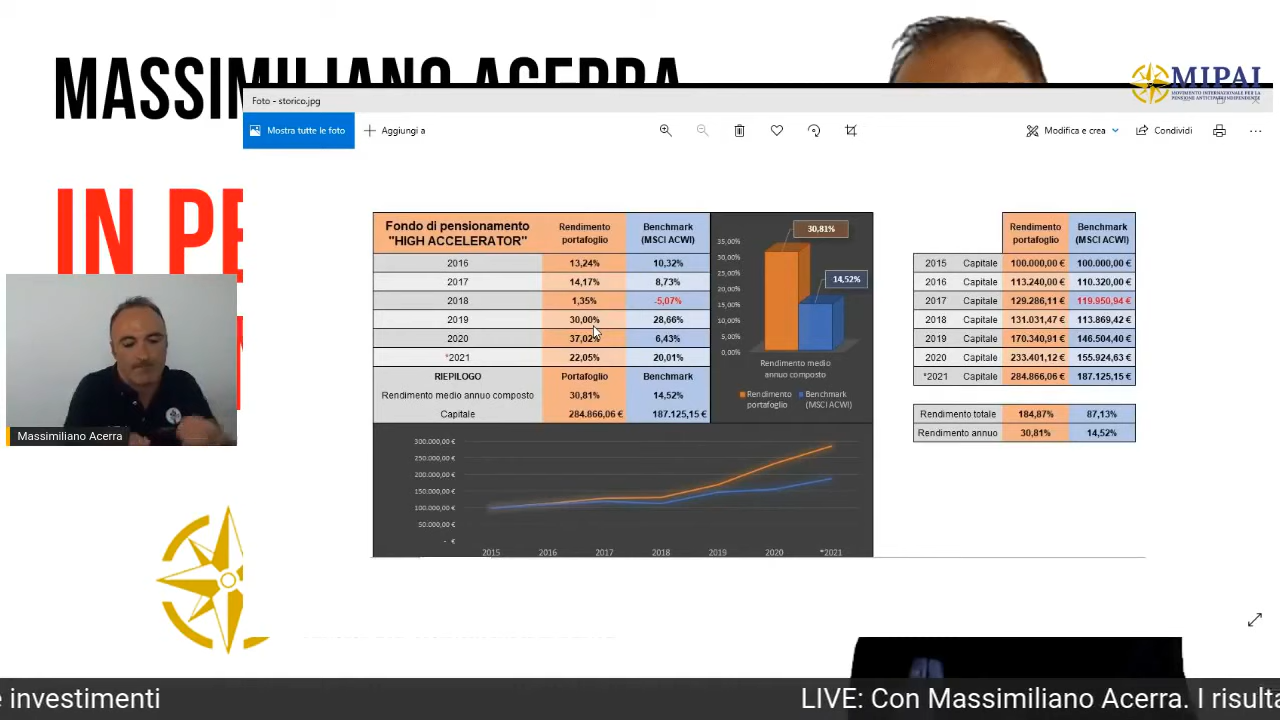 MASSIMILIANO ACERRA
MIPAI
MOVIMENTO INTERNAZIONALE PER LA
PENSIONE ANTICIPATA INDIPENDENTE
Foto - storico.jpg
Mostra tutte le foto
Aggiungi a
Modifica e crea
Condividi
IN PE
Fondo di pensionamento
"HIGH ACCELERATOR"
Rendimento
portafoglio
Benchmark
(MSCI ACWI)
2016 13,24% 10,32%
2017 14,17% 8,73%
2018 1,35% -5,07%
2019 30,00% 28,66%
2020 37,02% 6,43%
*2021 22,05% 20,01%
RIEPILOGO Portafoglio Benchmark
Rendimento medio annuo composto 30,81% 14,52%
Capitale 284.866,06 € 187.125,15 €
30,81%
14,52%
35,00%
30,00%
25,00%
20,00%
15,00%
10,00%
5,00%
0,00%
Rendimento medio
annuo composto
Rendimento
portafoglio
Benchmark
(MSCI ACWI)
300.000,00 €
250.000,00 €
200.000,00 €
150.000,00 €
100.000,00 €
50.000,00 €
- €
2015 2016 2017 2018 2019 2020 *2021
Rendimento
portafoglio
Benchmark
(MSCI ACWI)
2015 Capitale 100.000,00 € 100.000,00 €
2016 Capitale 113.240,00 € 110.320,00 €
2017 Capitale 129.286,11 € 119.950,94 €
2018 Capitale 131.031,47 € 113.869,42 €
2019 Capitale 170.340,91 € 146.504,40 €
2020 Capitale 233.401,12 € 155.924,63 €
*2021 Capitale 284.866,06 € 187.125,15 €
Rendimento totale 184,87% 87,13%
Rendimento annuo 30,81% 14,52%
Massimiliano Acerra
e investimenti
LIVE: Con Massimiliano Acerra. I risulta